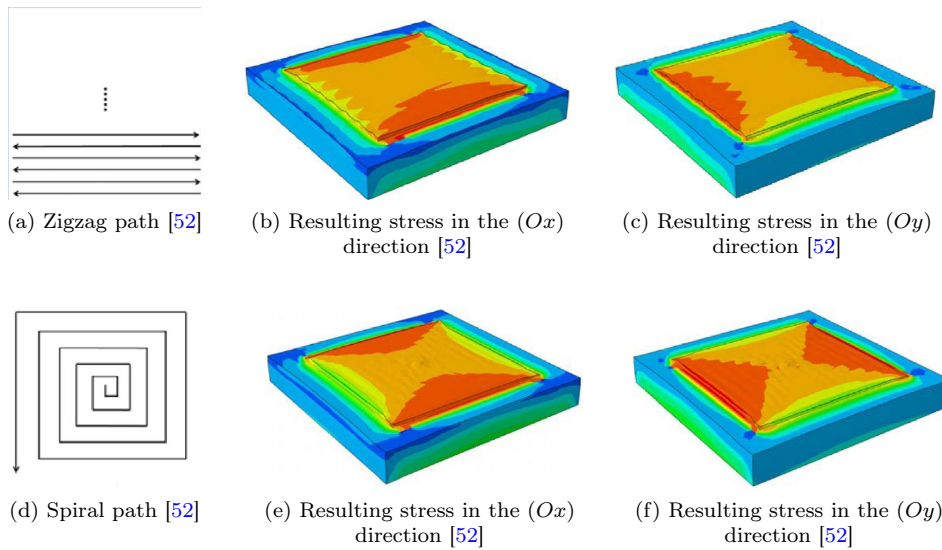 (a) Zigzag path [52]
(b) Resulting stress in the (Ox)
direction [52]
(c) Resulting stress in the (Oy)
direction [52]
(d) Spiral path [52]
(e) Resulting stress in the (Ox)
direction [52]
(f) Resulting stress in the (Oy)
direction [52]